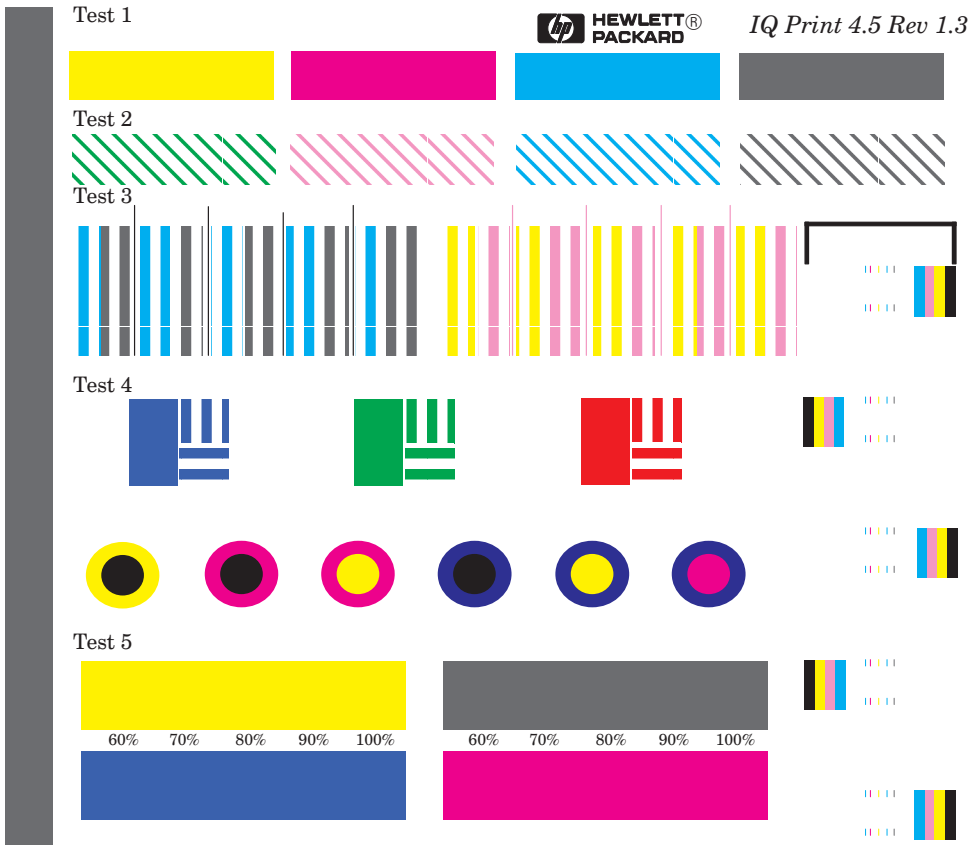 Test 1
hp HEWLETT®
PACKARD
IQ Print 4.5 Rev 1.3
Test 2
Test 3
Test 4
Test 5
60% 70% 80% 90% 100%
60% 70% 80% 90% 100%